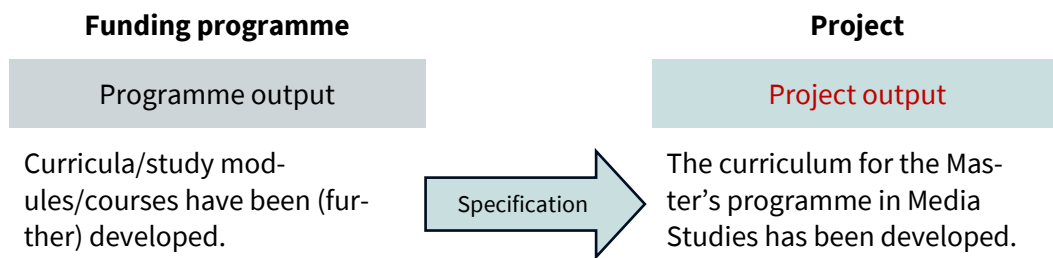 Funding programme
Project
Programme output
Project output
Curricula/study mod-
ules/courses have been (fur-
ther) developed.
Specification
The curriculum for the Mas-
ter’s programme in Media
Studies has been developed.